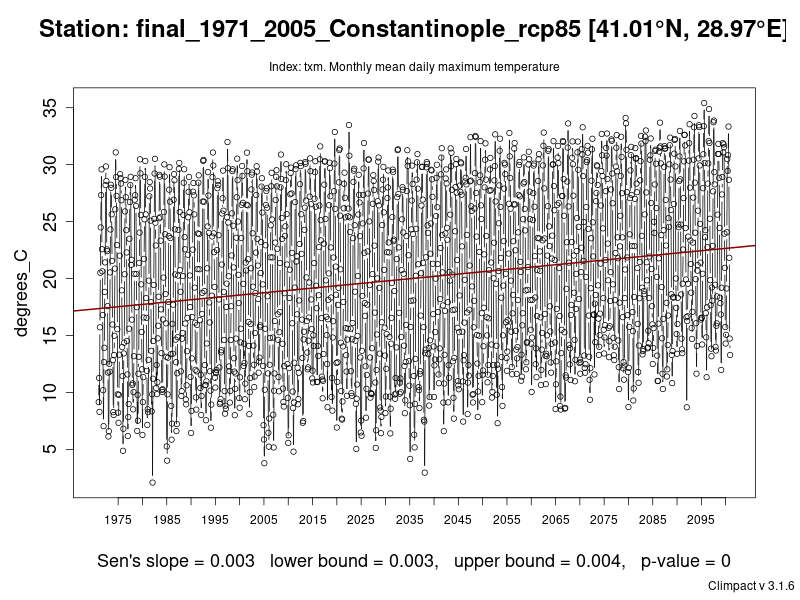 Station: final_1971_2005_Constantinople_rcp85 [41.01°N, 28.97°E]
Index: txm. Monthly mean daily maximum temperature
degrees_C
35
30
25
20
15
10
5
1975 1985 1995 2005 2015 2025 2035 2045 2055 2065 2075 2085 2095
Sen's slope = 0.003 lower bound = 0.003, upper bound = 0.004, p-value = 0
Climpact v 3.1.6